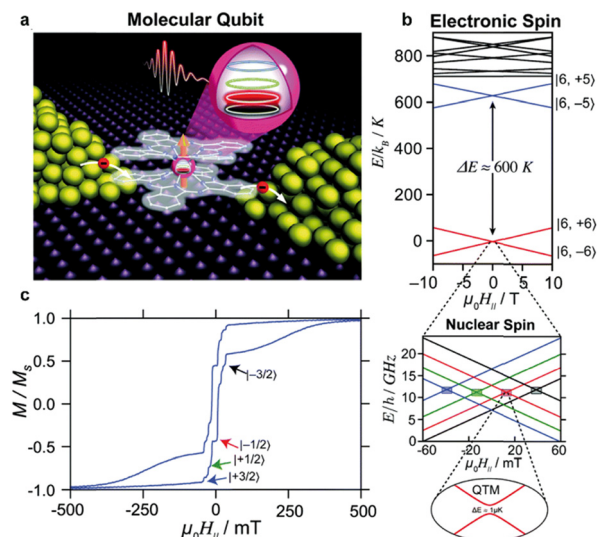 a
Molecular Qubit
b
Electronic Spin
800
600
400
200
0
E/k_B / K
|6, +5⟩
|6, −5⟩
ΔE ≈ 600 K
|6, +6⟩
|6, −6⟩
-10 -5 0 5 10
μ₀H∥ / T
Nuclear Spin
20
15
10
5
0
E/h / GHz
-60 -20 20 60
μ₀H∥ / mT
QTM
ΔE ≈ 1μK
c
1.0
0.5
0.0
-0.5
-1.0
M / Mₛ
|−3/2⟩
|−1/2⟩
|+1/2⟩
|+3/2⟩
-500 -250 0 250 500
μ₀H∥ / mT